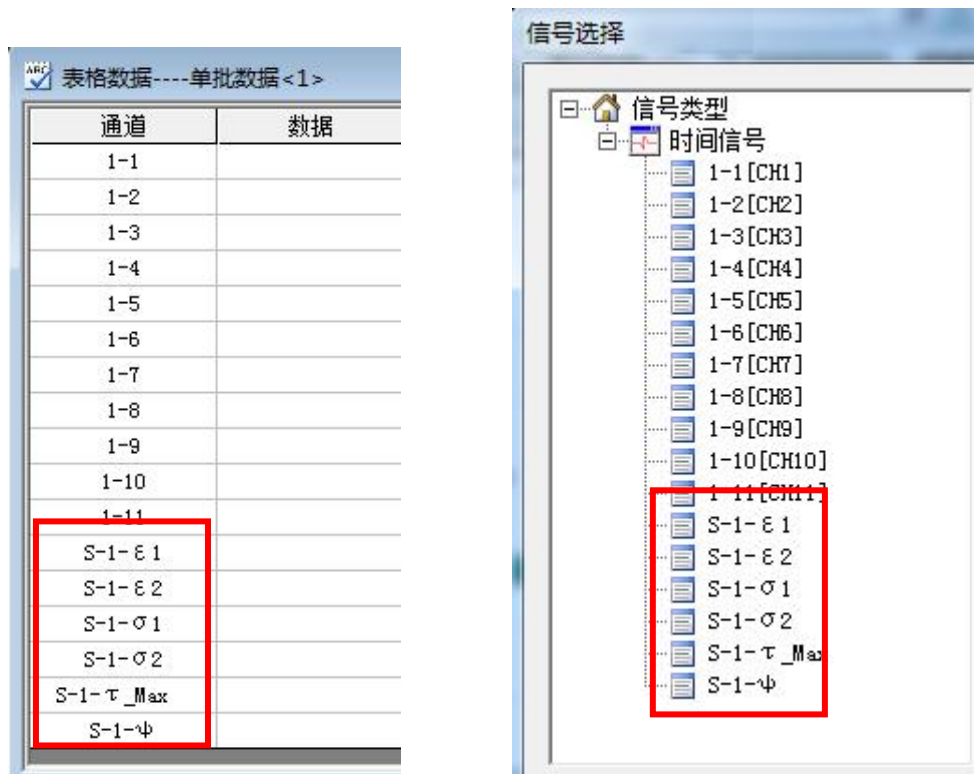 表格数据----单批数据<1>
通道 数据
1-1
1-2
1-3
1-4
1-5
1-6
1-7
1-8
1-9
1-10
1-11
S-1-ε1
S-1-ε2
S-1-σ1
S-1-σ2
S-1-τ_Max
S-1-ψ
信号选择
信号类型
时间信号
1-1[CH1]
1-2[CH2]
1-3[CH3]
1-4[CH4]
1-5[CH5]
1-6[CH6]
1-7[CH7]
1-8[CH8]
1-9[CH9]
1-10[CH10]
1-11[CH11]
S-1-ε1
S-1-ε2
S-1-σ1
S-1-σ2
S-1-τ_Max
S-1-ψ